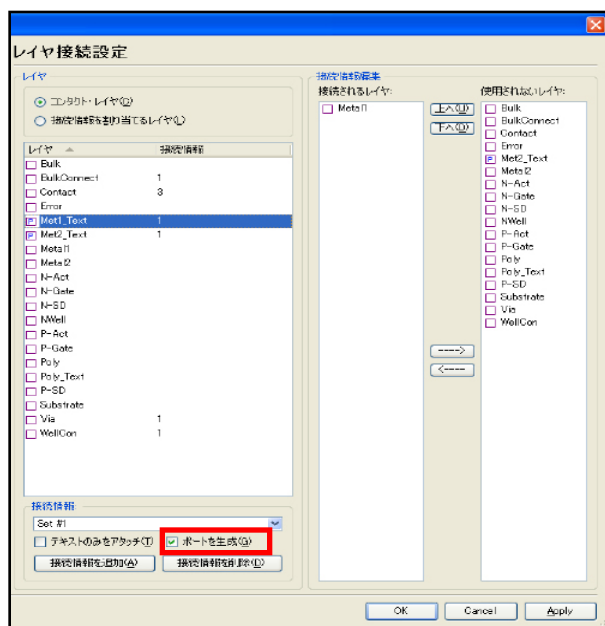 レイヤ接続設定
レイヤ
コンタクト・レイヤ(O)
接続情報を割り当てるレイヤ(L)
レイヤ 接続情報
Bulk
BulkConnect 1
Contact 3
Error
Met1_Text 1
Met2_Text 1
Metal1
Metal2
N-Act
N-Gate
N-SD
NWell
P-Act
P-Gate
Poly
Poly_Text
P-SD
Substrate
Via 1
WellCon 1
接続情報
Set #1
テキストのみをアタッチ(T) ポートを生成(G)
接続情報を追加(A) 接続情報を削除(D)
接続情報編集
接続されるレイヤ:
Metal1
上へ(U)
下へ(O)
---->
<----
使用されないレイヤ:
Bulk
BulkConnect
Contact
Error
Met2_Text
Metal2
N-Act
N-Gate
N-SD
NWell
P-Act
P-Gate
Poly
Poly_Text
P-SD
Substrate
Via
WellCon
OK Cancel Apply